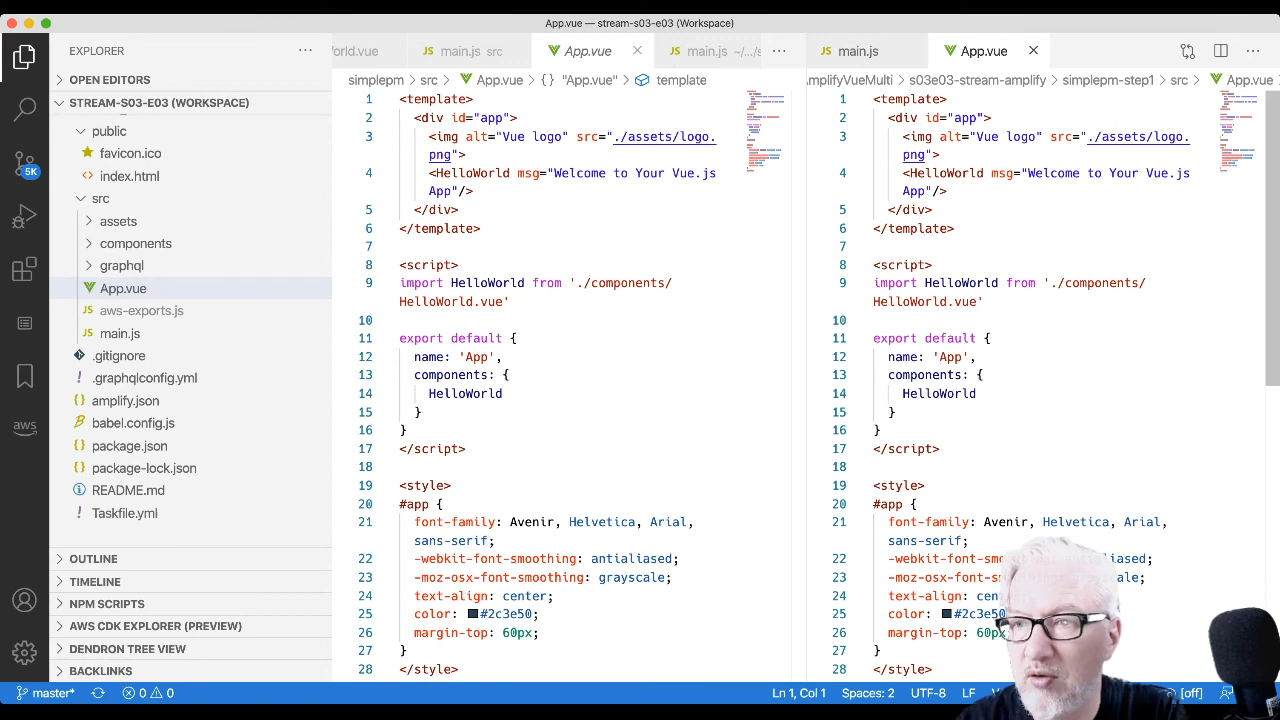 App.vue — stream-s03-e03 (Workspace)
EXPLORER
OPEN EDITORS
STREAM-S03-E03 (WORKSPACE)
public
favicon.ico
index.html
src
assets
components
graphql
App.vue
aws-exports.js
main.js
.gitignore
.graphqlconfig.yml
amplify.json
babel.config.js
package.json
package-lock.json
README.md
Taskfile.yml
OUTLINE
TIMELINE
NPM SCRIPTS
AWS CDK EXPLORER (PREVIEW)
DENDRON TREE VIEW
BACKLINKS
5K
aws
orld.vue JS main.js src App.vue JS main.js ~/.../s
simplepm src App.vue {} "App.vue" template
1 <template>
2 <div id="app">
3 <img alt="Vue logo" src="./assets/logo.
png">
4 <HelloWorld msg="Welcome to Your Vue.js
App"/>
5 </div>
6 </template>
7
8 <script>
9 import HelloWorld from './components/
HelloWorld.vue'
10
11 export default {
12 name: 'App',
13 components: {
14 HelloWorld
15 }
16 }
17 </script>
18
19 <style>
20 #app {
21 font-family: Avenir, Helvetica, Arial,
sans-serif;
22 -webkit-font-smoothing: antialiased;
23 -moz-osx-font-smoothing: grayscale;
24 text-align: center;
25 color: #2c3e50;
26 margin-top: 60px;
27 }
28 </style>
JS main.js App.vue
AmplifyVueMulti s03e03-stream-amplify simplepm-step1 src App.vue
1 <template>
2 <div id="app">
3 <img alt="Vue logo" src="./assets/logo.
png">
4 <HelloWorld msg="Welcome to Your Vue.js
App"/>
5 </div>
6 </template>
7
8 <script>
9 import HelloWorld from './components/
HelloWorld.vue'
10
11 export default {
12 name: 'App',
13 components: {
14 HelloWorld
15 }
16 }
17 </script>
18
19 <style>
20 #app {
21 font-family: Avenir, Helvetica, Arial,
sans-serif;
22 -webkit-font-smo
23 -moz-osx-font-s ale;
24 text-align: cen
25 color: #2c3e50
26 margin-top: 60px
27 }
28 </style>
master* 0 0 Ln 1, Col 1 Spaces: 2 UTF-8 LF [off]